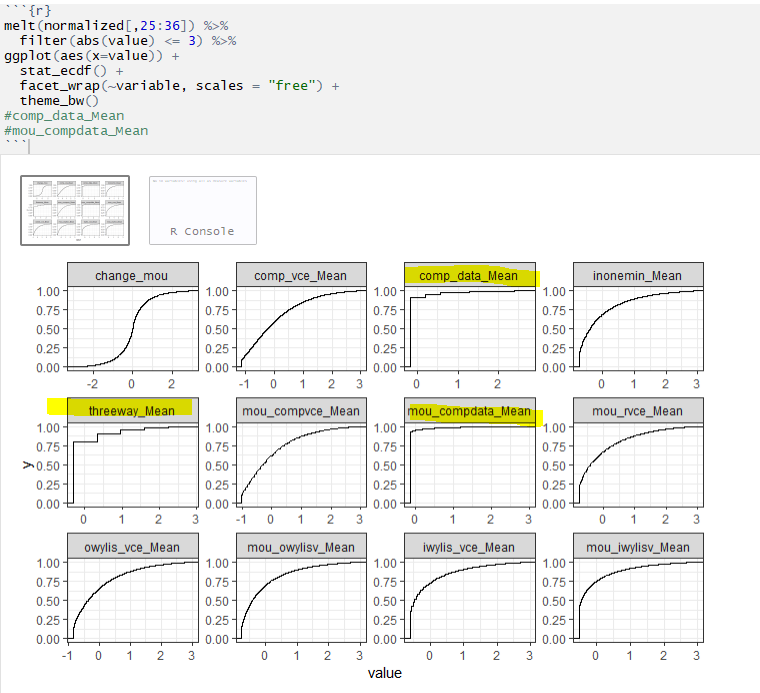 ```{r}
melt(normalized[,25:36]) %>%
  filter(abs(value) <= 3) %>%
ggplot(aes(x=value)) +
  stat_ecdf() +
  facet_wrap(~variable, scales = "free") +
  theme_bw()
#comp_data_Mean
#mou_compdata_Mean
```
R Console
change_mou comp_vce_Mean comp_data_Mean inonemin_Mean
1.00 1.00 1.00 1.00
0.75 0.75 0.75 0.75
0.50 0.50 0.50 0.50
0.25 0.25 0.25 0.25
0.00 0.00 0.00 0.00
-2 0 2 -1 0 1 2 3 0 1 2 0 1 2 3
threeway_Mean mou_compvce_Mean mou_compdata_Mean mou_rvce_Mean
1.00 1.00 1.00 1.00
0.75 0.75 0.75 0.75
y 0.50 0.50 0.50 0.50
0.25 0.25 0.25 0.25
0.00 0.00 0.00 0.00
0 1 2 3 -1 0 1 2 3 0 1 2 3 0 1 2 3
owylis_vce_Mean mou_owylisv_Mean iwylis_vce_Mean mou_iwylisv_Mean
1.00 1.00 1.00 1.00
0.75 0.75 0.75 0.75
0.50 0.50 0.50 0.50
0.25 0.25 0.25 0.25
0.00 0.00 0.00 0.00
-1 0 1 2 3 0 1 2 3 0 1 2 3 0 1 2 3
value